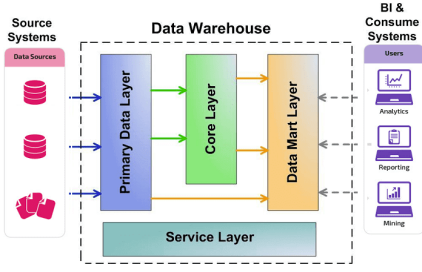 Source
Systems
Data Sources
Data Warehouse
Primary Data Layer
Core Layer
Data Mart Layer
Service Layer
BI &
Consume
Systems
Users
Analytics
Reporting
Mining